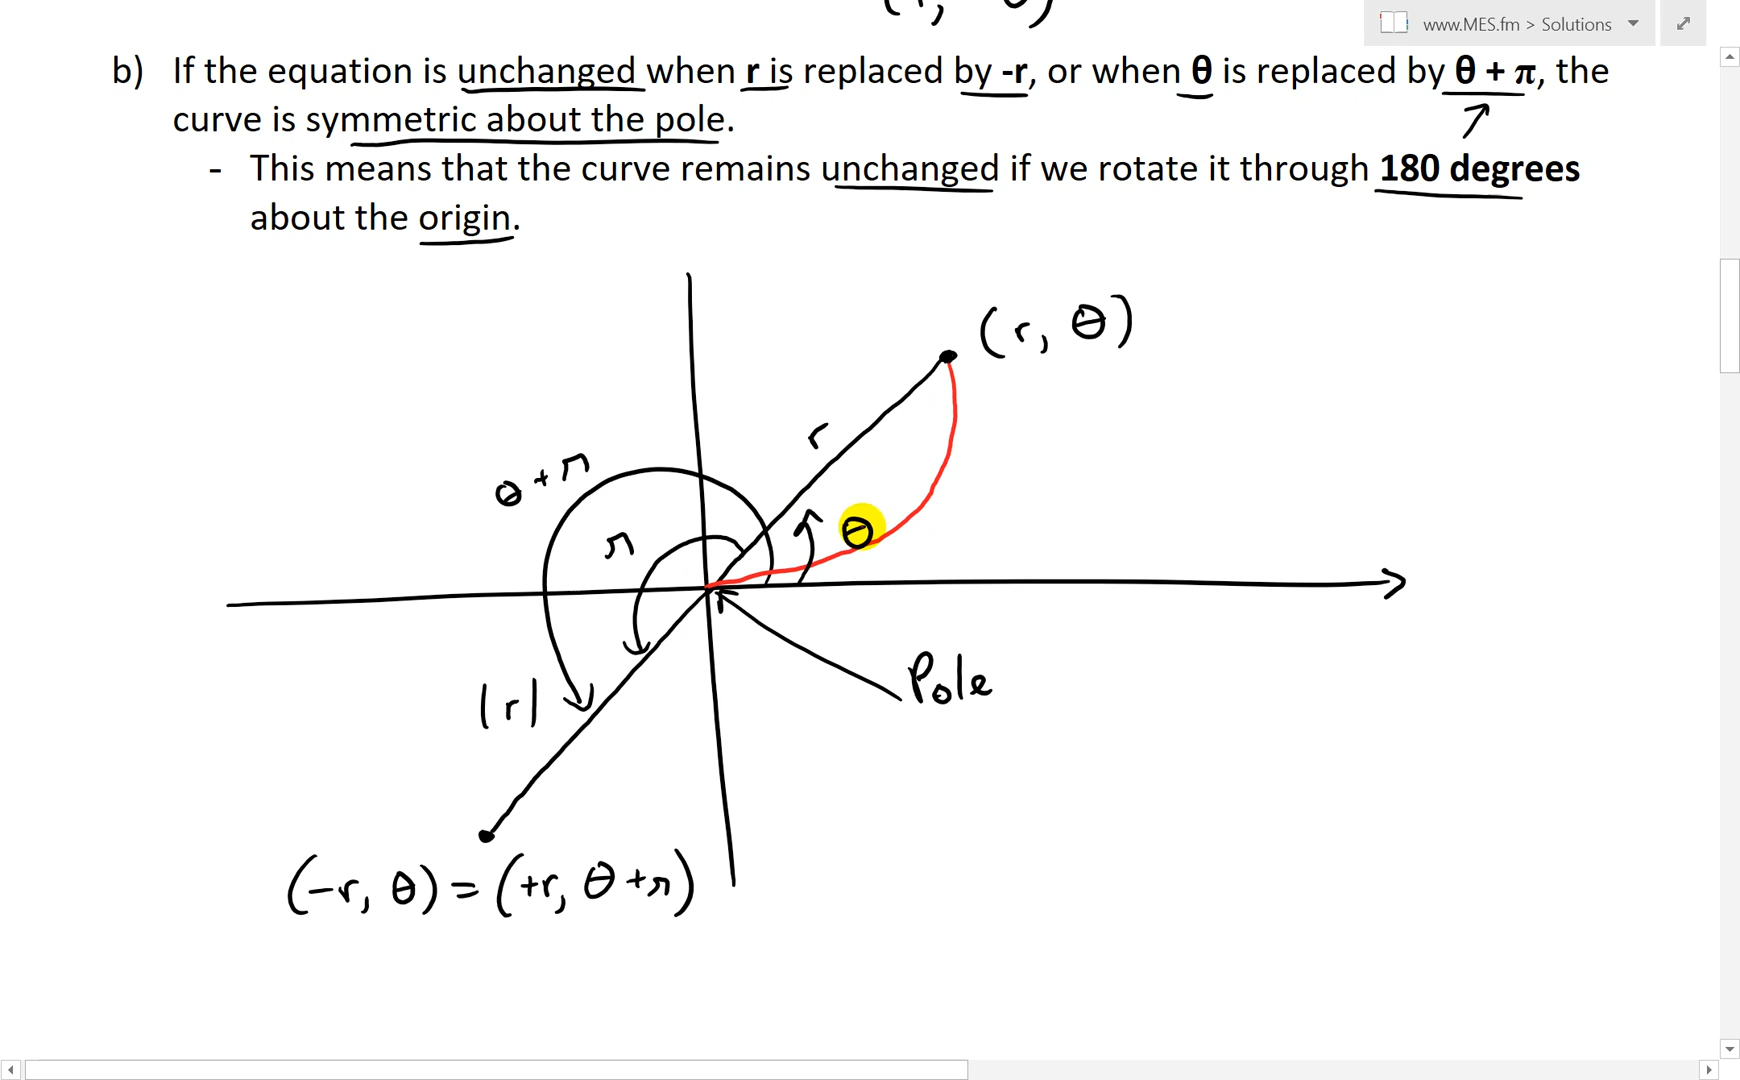 www.MES.fm > Solutions
b) If the equation is unchanged when r is replaced by -r, or when θ is replaced by θ + π, the
curve is symmetric about the pole.
- This means that the curve remains unchanged if we rotate it through 180 degrees
about the origin.
(r, θ)
r
θ + π
θ
π
Pole
|r|
(-r, θ) = (+r, θ + π)